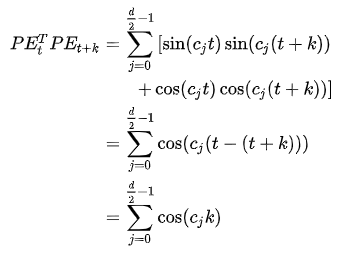 $PE_t^T PE_{t+k} = \sum_{j=0}^{\frac{d}{2}-1} [\sin(c_j t) \sin(c_j(t+k))$
$+ \cos(c_j t) \cos(c_j(t+k))]$
$= \sum_{j=0}^{\frac{d}{2}-1} \cos(c_j(t-(t+k)))$
$= \sum_{j=0}^{\frac{d}{2}-1} \cos(c_j k)$